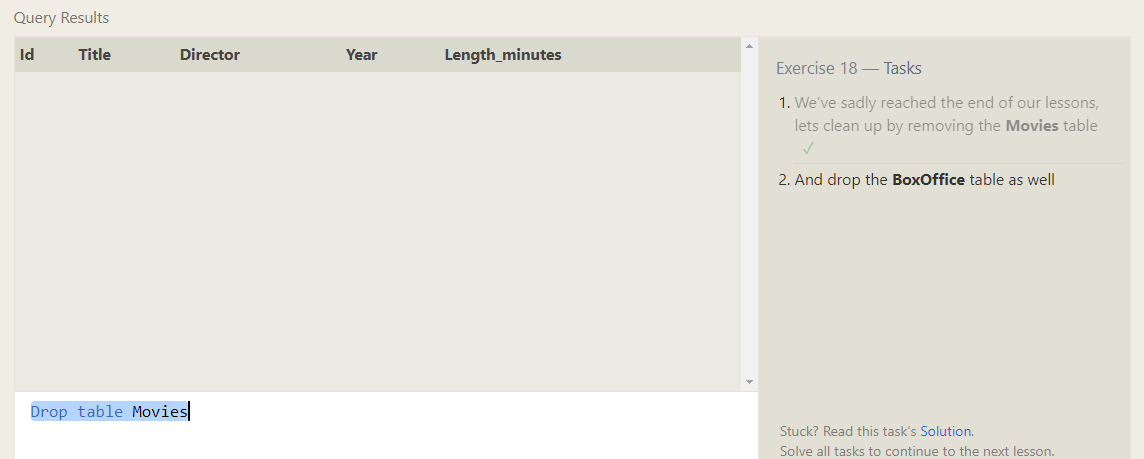 Query Results
Id Title Director Year Length_minutes
Exercise 18 — Tasks
1. We've sadly reached the end of our lessons,
lets clean up by removing the Movies table
✓
2. And drop the BoxOffice table as well
Drop table Movies
Stuck? Read this task's Solution.
Solve all tasks to continue to the next lesson.